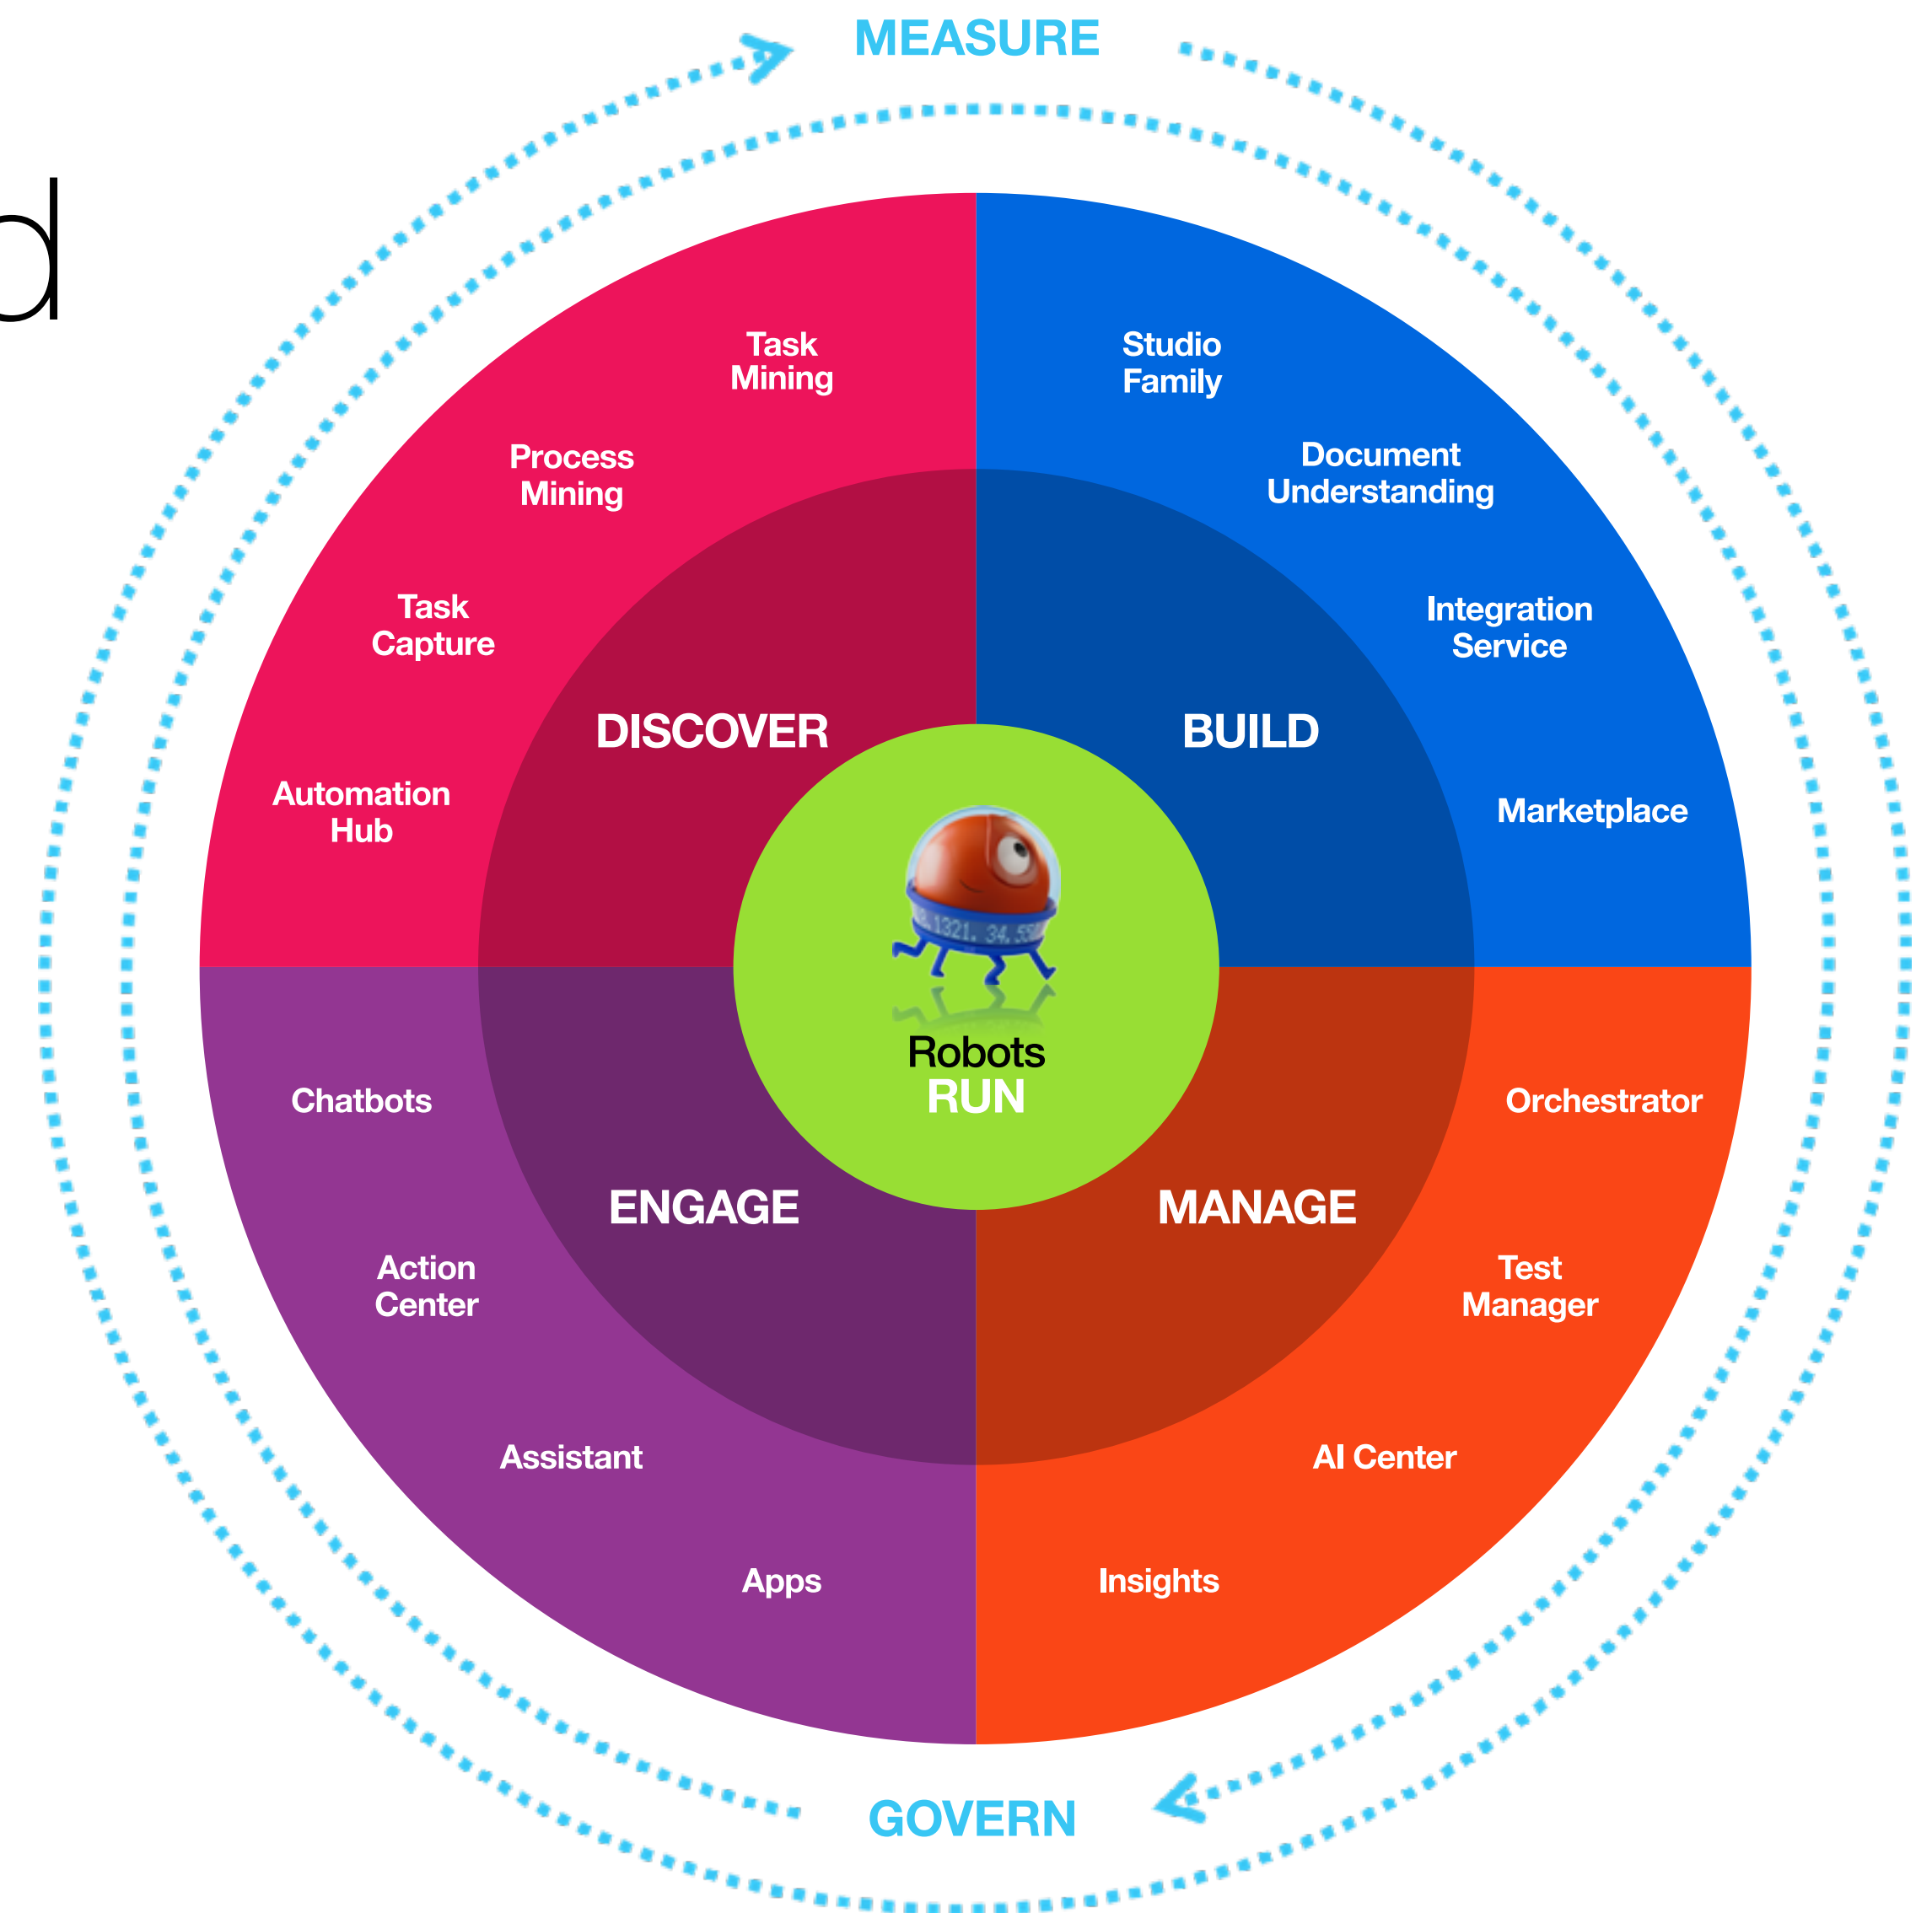 MEASURE
d
Task
Mining
Process
Mining
Task
Capture
Automation
Hub
DISCOVER
Studio
Family
Document
Understanding
Integration
Service
Marketplace
BUILD
Robots
RUN
Chatbots
Action
Center
Assistant
Apps
ENGAGE
Orchestrator
Test
Manager
AI Center
Insights
MANAGE
GOVERN